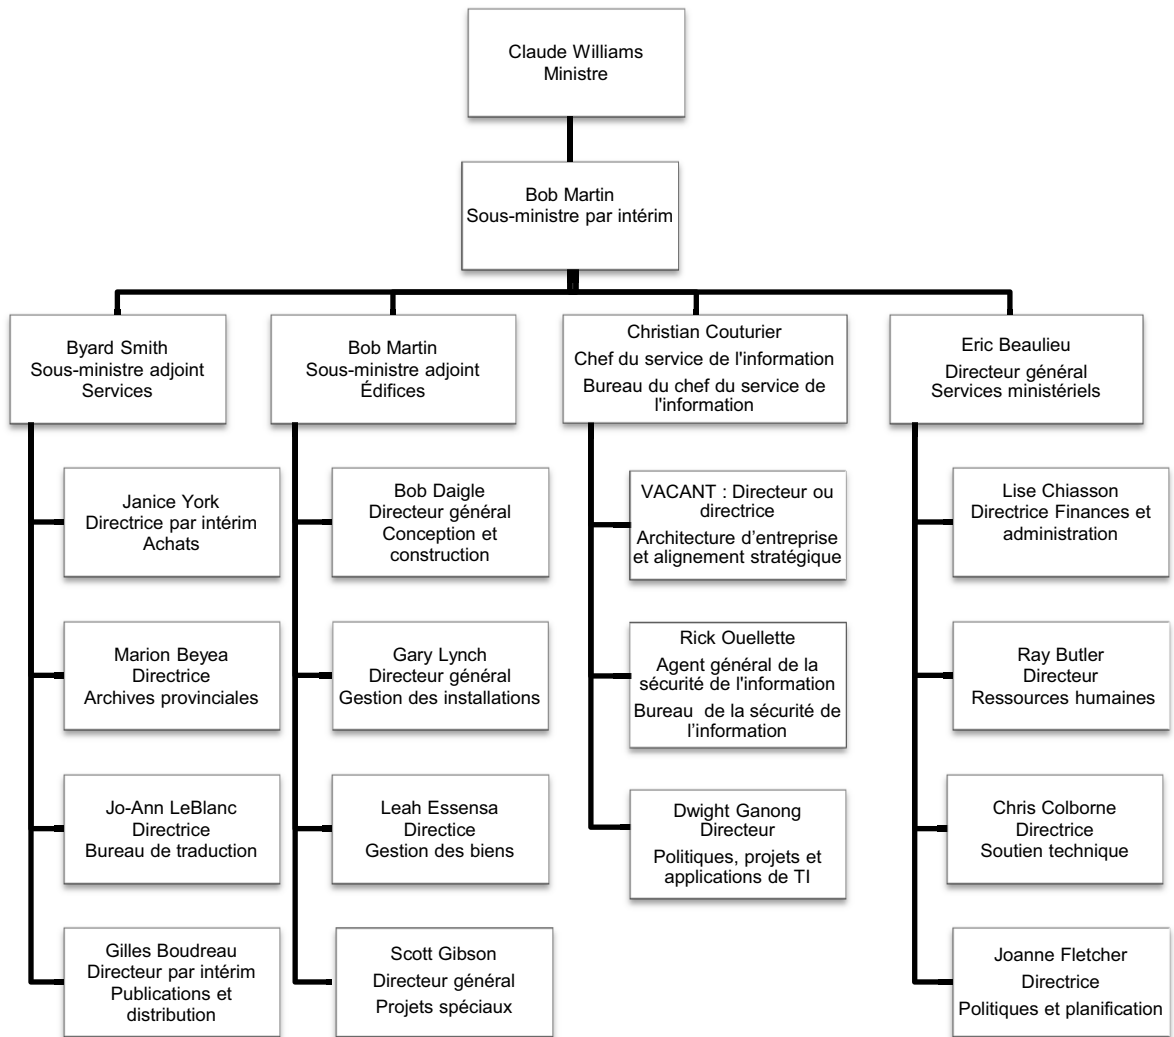 Claude Williams
Ministre
Bob Martin
Sous-ministre par intérim
Byard Smith
Sous-ministre adjoint
Services
Bob Martin
Sous-ministre adjoint
Édifices
Christian Couturier
Chef du service de l'information
Bureau du chef du service de
l'information
Eric Beaulieu
Directeur général
Services ministériels
Janice York
Directrice par intérim
Achats
Marion Beyea
Directrice
Archives provinciales
Jo-Ann LeBlanc
Directrice
Bureau de traduction
Gilles Boudreau
Directeur par intérim
Publications et
distribution
Bob Daigle
Directeur général
Conception et
construction
Gary Lynch
Directeur général
Gestion des installations
Leah Essensa
Directice
Gestion des biens
Scott Gibson
Directeur général
Projets spéciaux
VACANT : Directeur ou
directrice
Architecture d’entreprise
et alignement stratégique
Rick Ouellette
Agent général de la
sécurité de l'information
Bureau de la sécurité de
l’information
Dwight Ganong
Directeur
Politiques, projets et
applications de TI
Lise Chiasson
Directrice Finances et
administration
Ray Butler
Directeur
Ressources humaines
Chris Colborne
Directrice
Soutien technique
Joanne Fletcher
Directrice
Politiques et planification